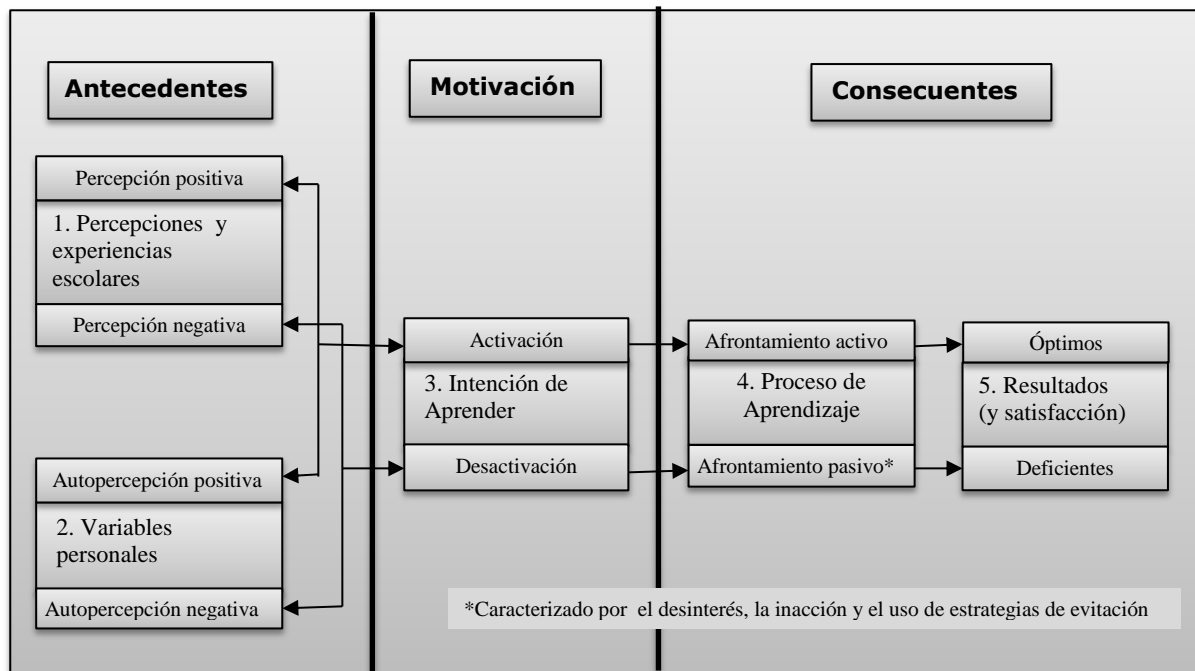 Antecedentes
Motivación
Consecuentes
Percepción positiva
1. Percepciones y
experiencias
escolares
Percepción negativa
Autopercepción positiva
2. Variables
personales
Autopercepción negativa
Activación
3. Intención de
Aprender
Desactivación
Afrontamiento activo
4. Proceso de
Aprendizaje
Afrontamiento pasivo*
Óptimos
5. Resultados
(y satisfacción)
Deficientes
*Caracterizado por el desinterés, la inacción y el uso de estrategias de evitación